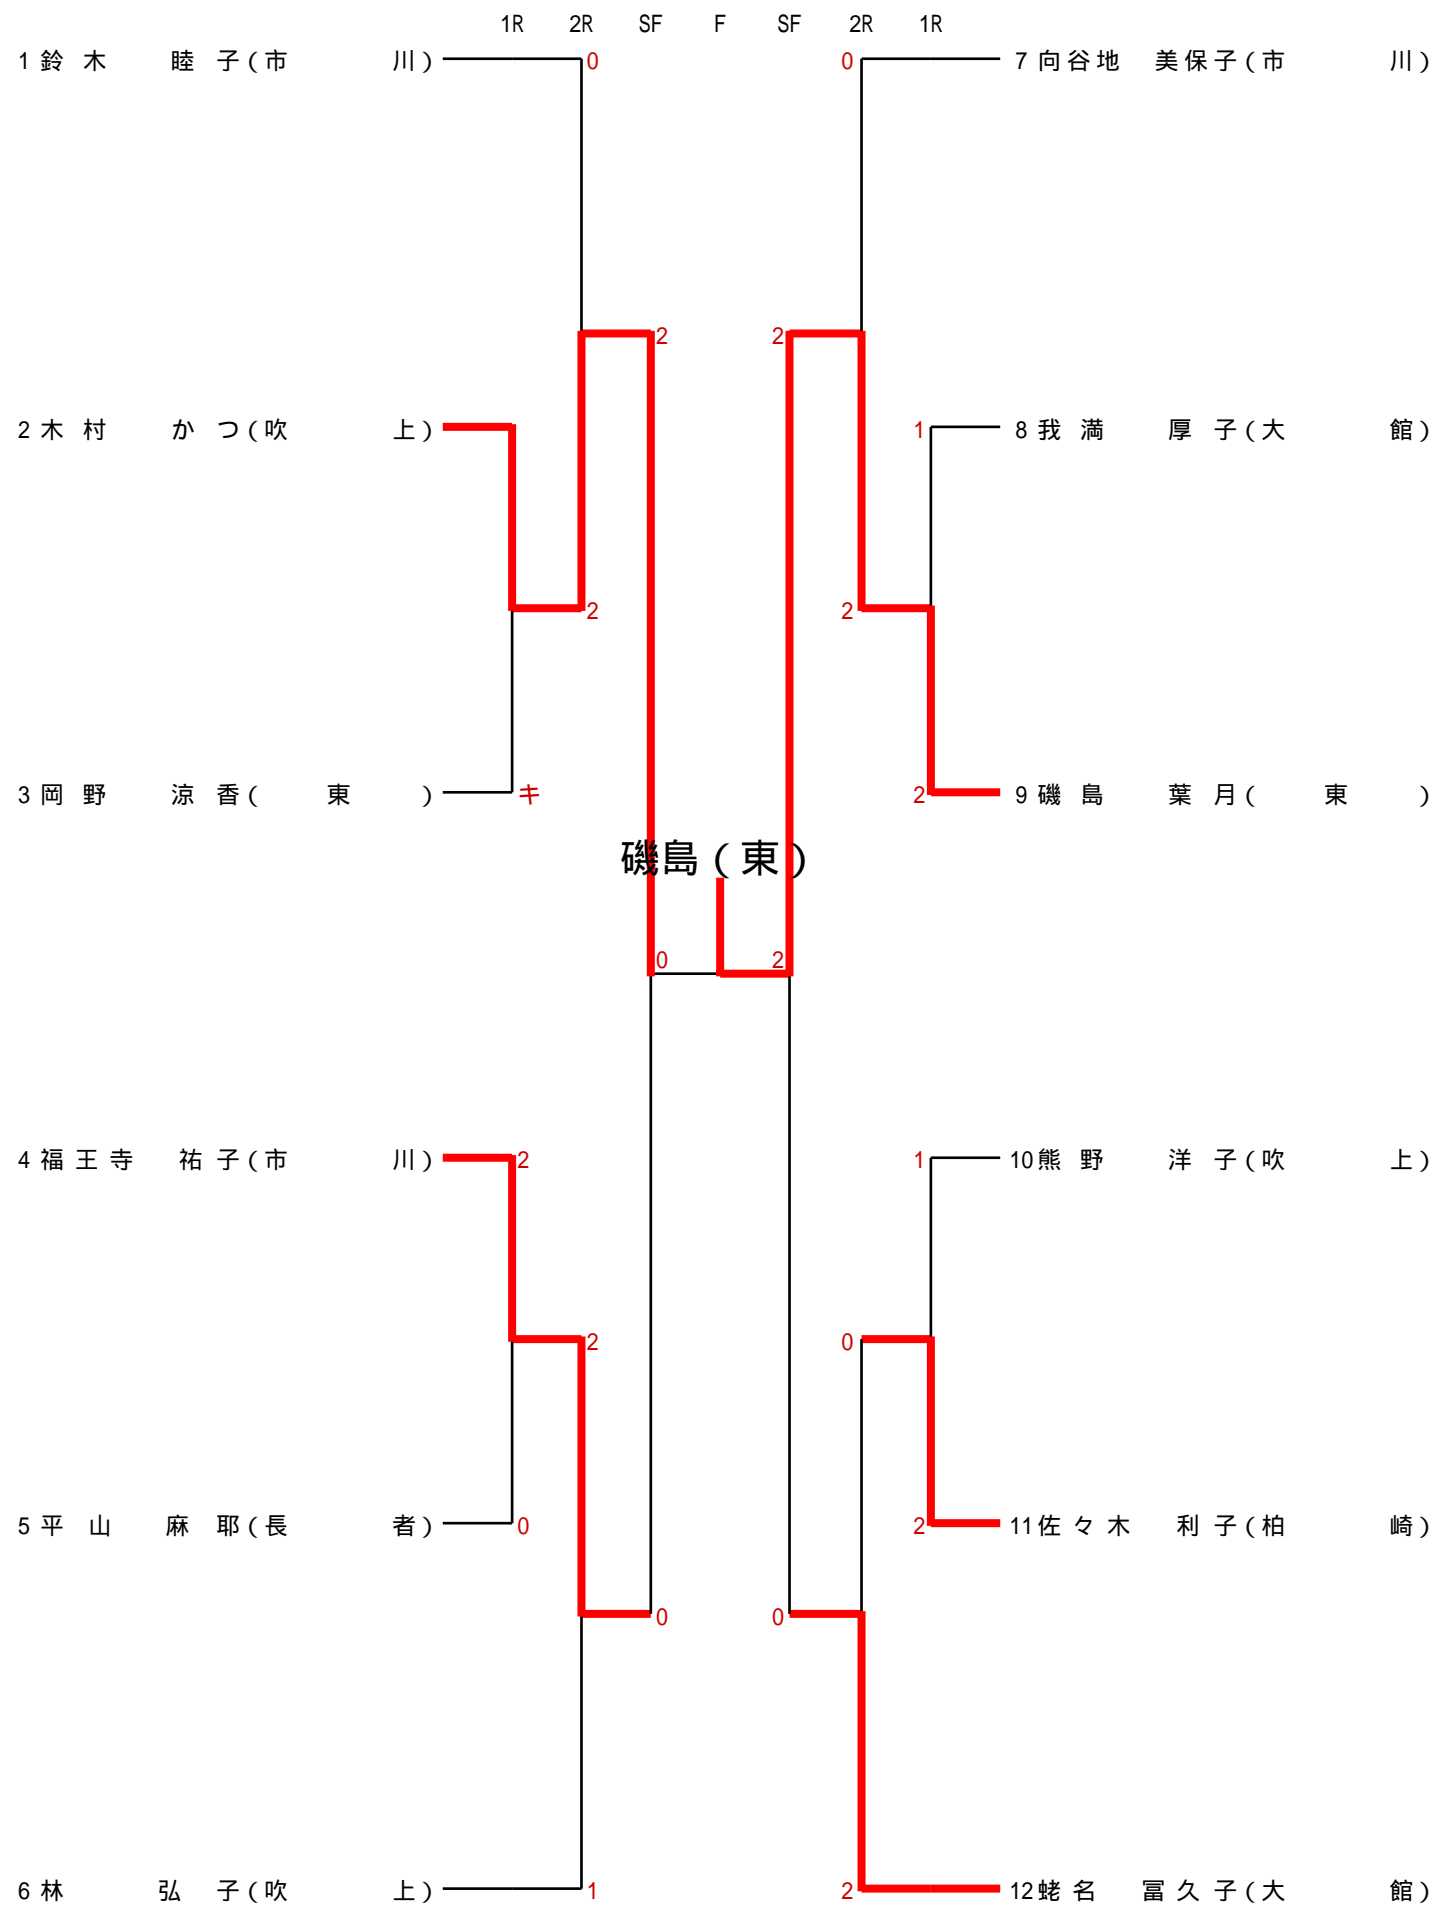 1R 2R SF F SF 2R 1R
1 鈴木 睦子(市川) 0 0 7 向谷地 美保子(市川)
2 2
2 木村 かつ(吹上) 1 8 我満 厚子(大館)
2 2
3 岡野 涼香(東) キ 2 9 磯島 葉月(東)
磯島(東)
0 2
4 福王寺 祐子(市川) 2 1 10 熊野 洋子(吹上)
2 0
5 平山 麻耶(長者) 0 2 11 佐々木 利子(柏崎)
0 0
6 林 弘子(吹上) 1 2 12 蛯名 冨久子(大館)